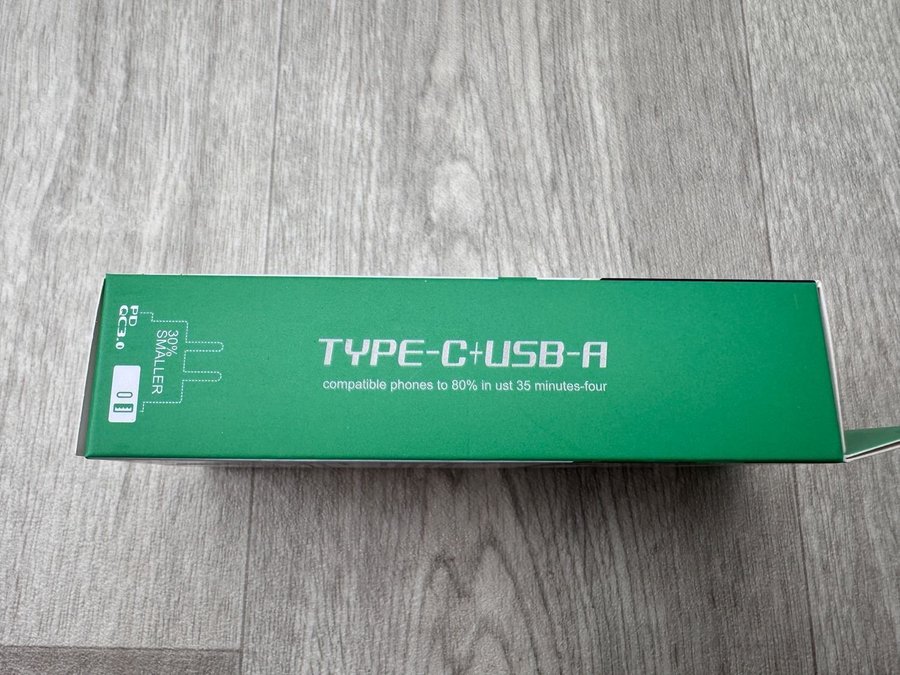 PD
QC3.0
30%
SMALLER
TYPE-C+USB-A
compatible phones to 80% in ust 35 minutes-four